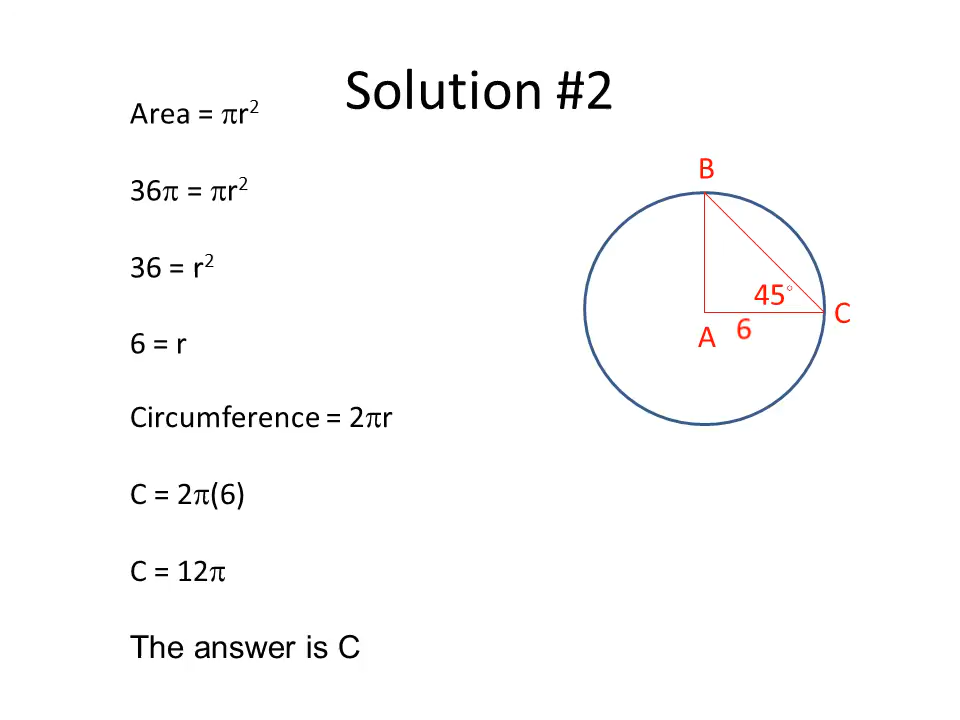 Solution #2
Area = πr²
36π = πr²
36 = r²
6 = r
Circumference = 2πr
C = 2π(6)
C = 12π
The answer is C
B
45°
C
A
6